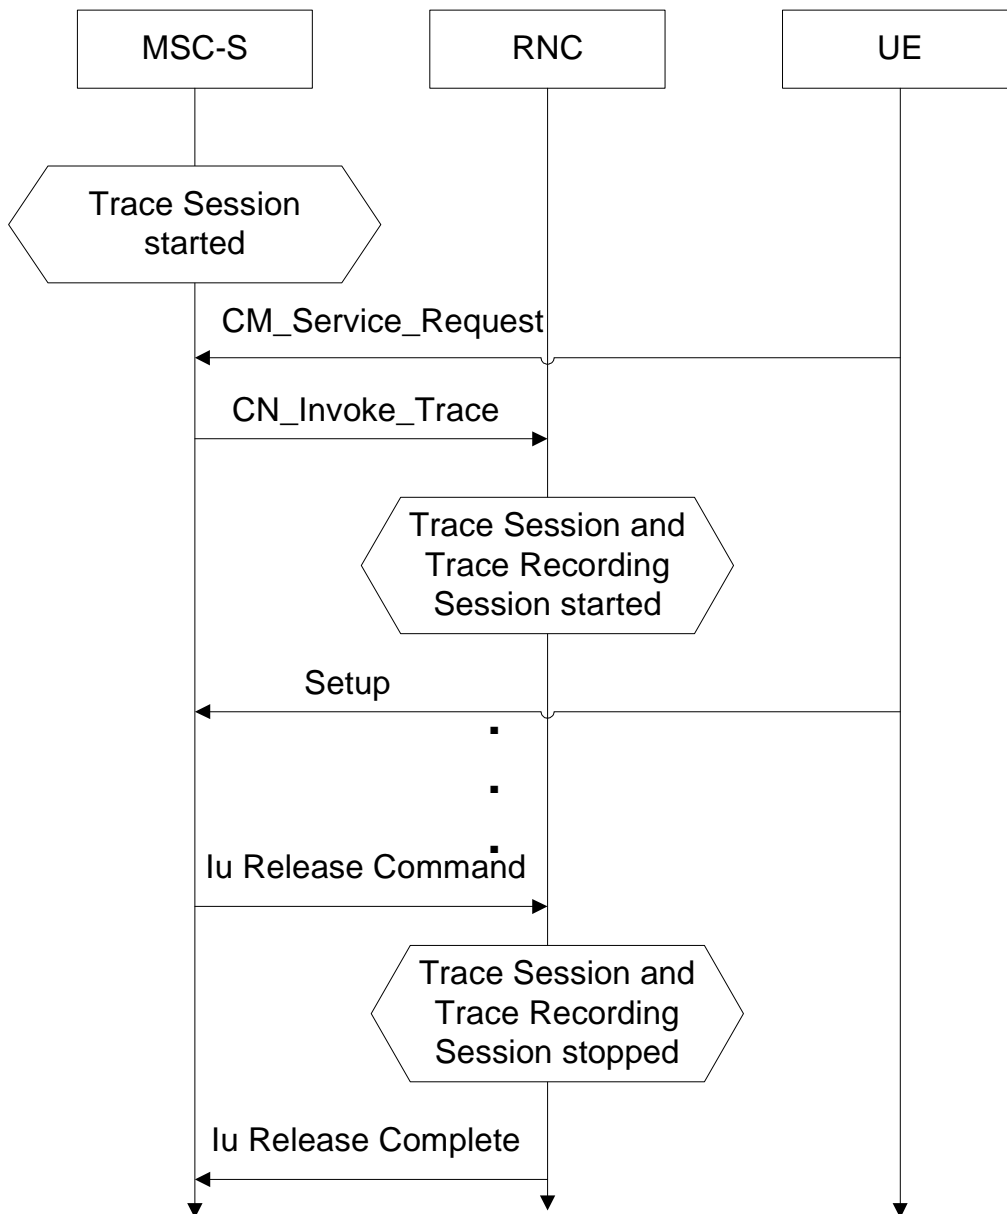 MSC-S
RNC
UE
Trace Session
started
CM_Service_Request
CN_Invoke_Trace
Trace Session and
Trace Recording
Session started
Setup
Iu Release Command
Trace Session and
Trace Recording
Session stopped
Iu Release Complete